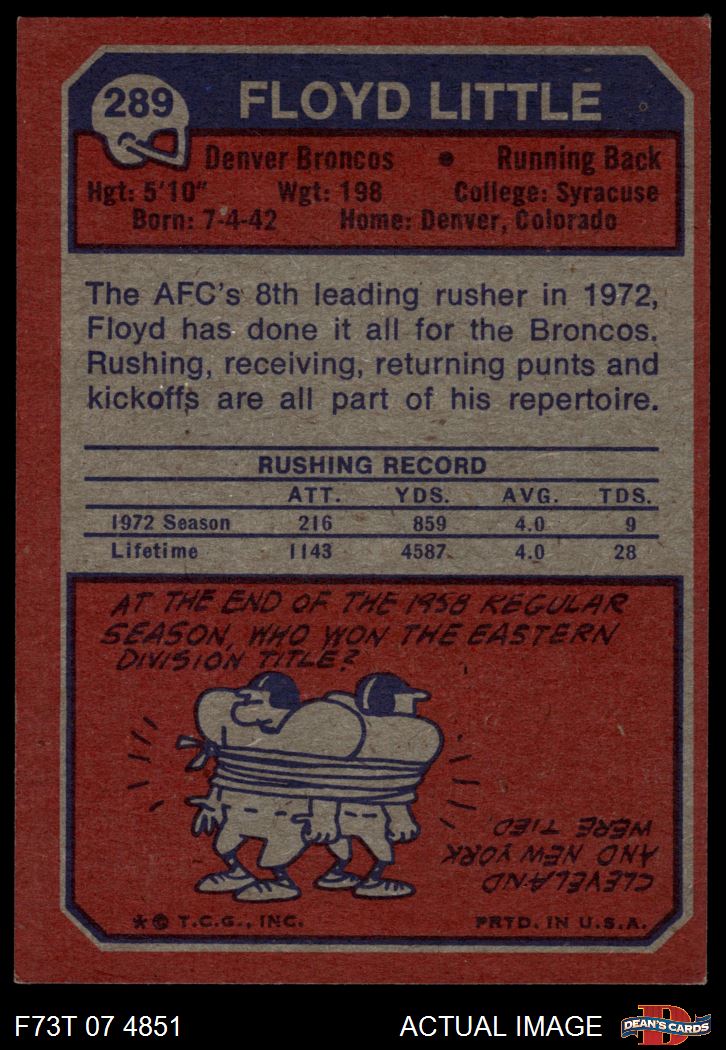 289
FLOYD LITTLE
Denver Broncos • Running Back
Hgt: 5'10" Wgt: 198 College: Syracuse
Born: 7-4-42 Home: Denver, Colorado
The AFC's 8th leading rusher in 1972,
Floyd has done it all for the Broncos.
Rushing, receiving, returning punts and
kickoffs are all part of his repertoire.
RUSHING RECORD
ATT. YDS. AVG. TDS.
1972 Season 216 859 4.0 9
Lifetime 1143 4587 4.0 28
AT THE END OF THE 1958 REGULAR
SEASON, WHO WON THE EASTERN
DIVISION TITLE?
CLEVELAND
AND NEW YORK
WERE TIED
* © T.C.G., INC. PRTD. IN U.S.A.
F73T 07 4851 ACTUAL IMAGE
D
DEAN'S CARDS